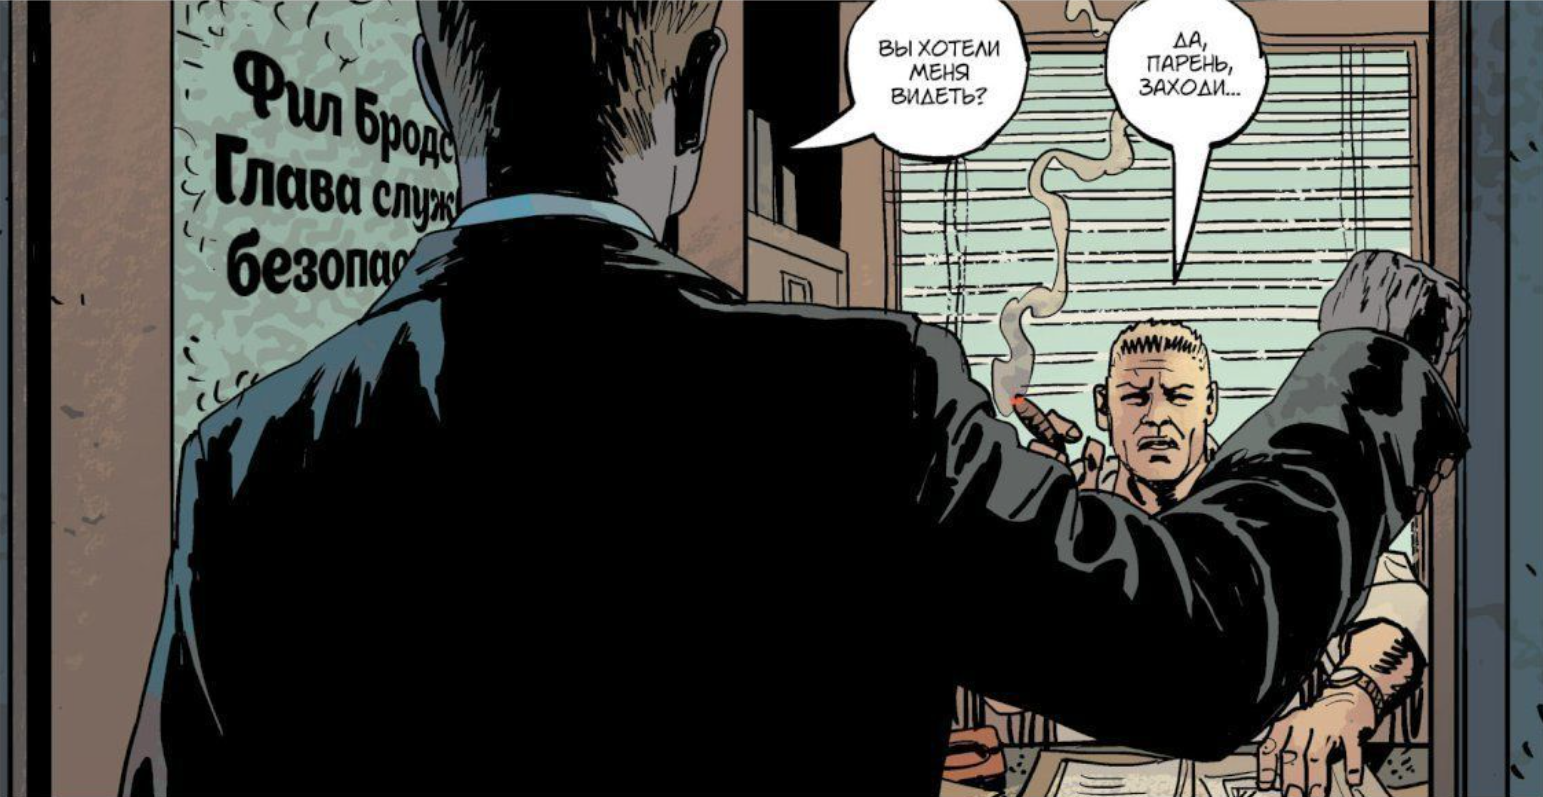 Фил Бродс
Глава служ
безопас
ВЫ ХОТЕЛИ
МЕНЯ
ВИДЕТЬ?
ДА,
ПАРЕНЬ,
ЗАХОДИ...